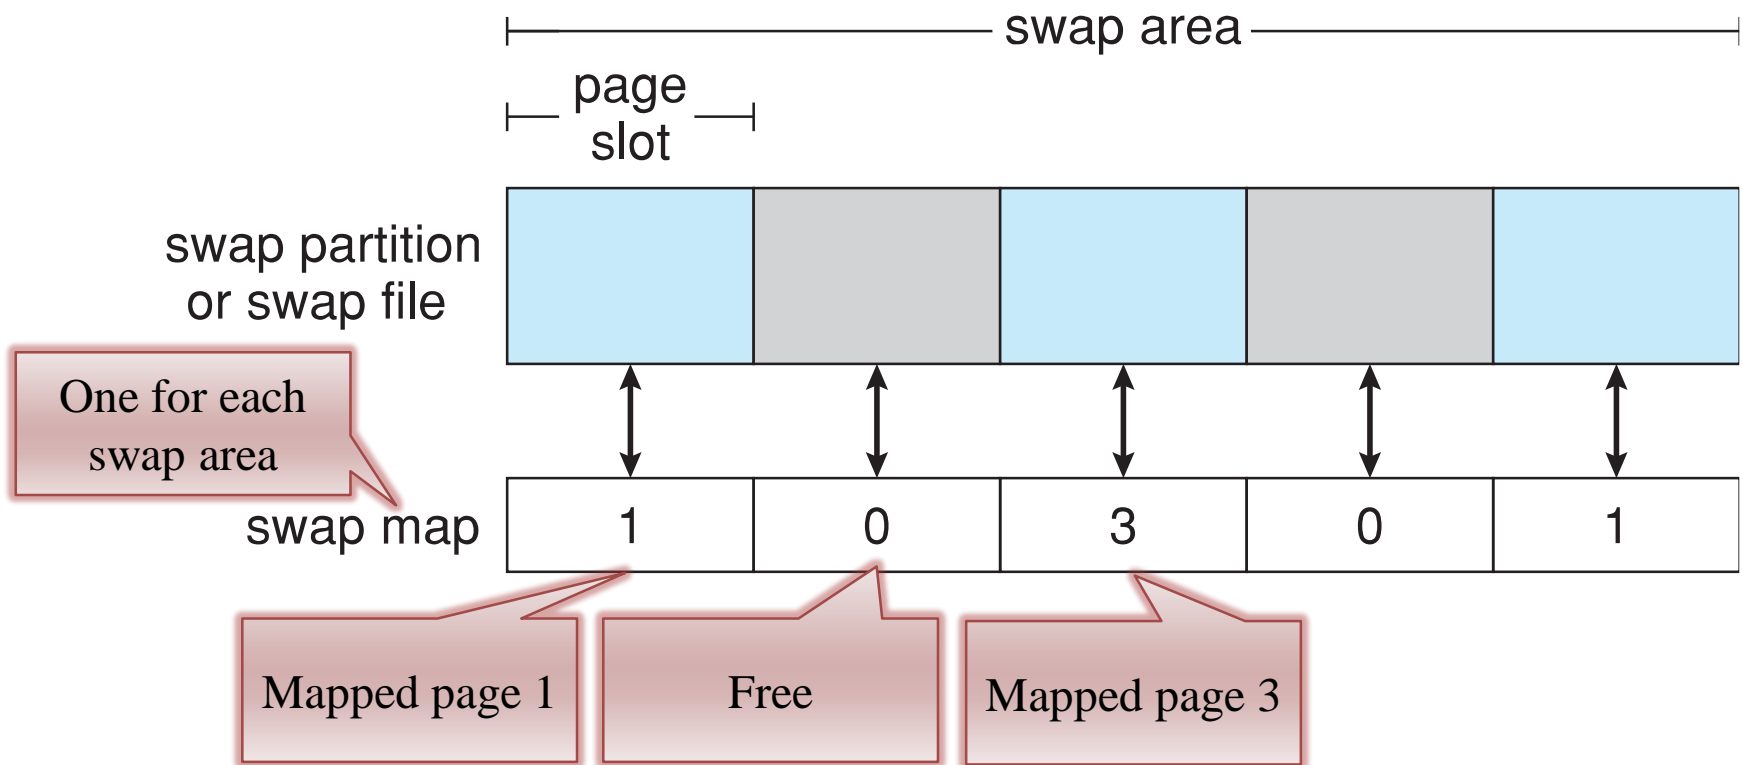 swap area
page
slot
swap partition
or swap file
One for each
swap area
swap map
1 0 3 0 1
Mapped page 1
Free
Mapped page 3